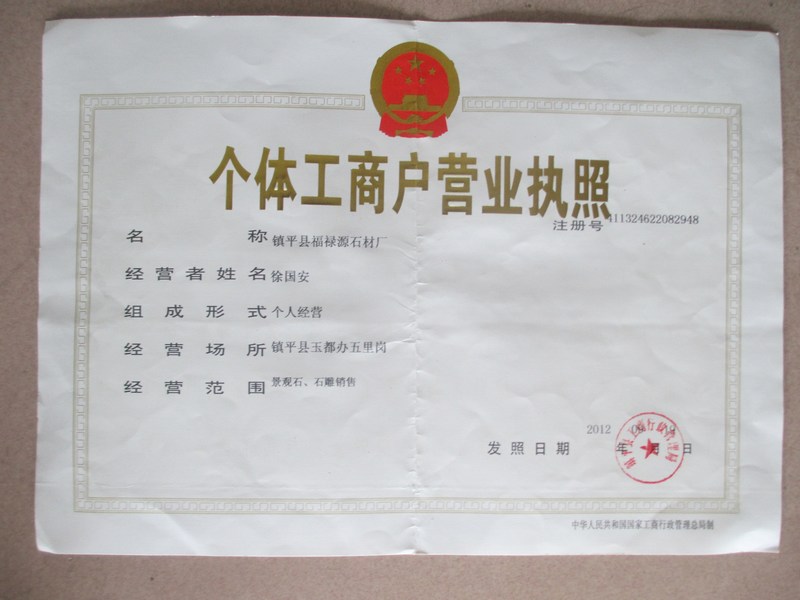 个体工商户营业执照
注册号 411324622082948
名称 镇平县福禄源石材厂
经营者姓名 徐国安
组成形式 个人经营
经营场所 镇平县玉都办五里岗
经营范围 景观石、石雕销售
发照日期 2012 年 月 日
中华人民共和国国家工商行政管理总局制